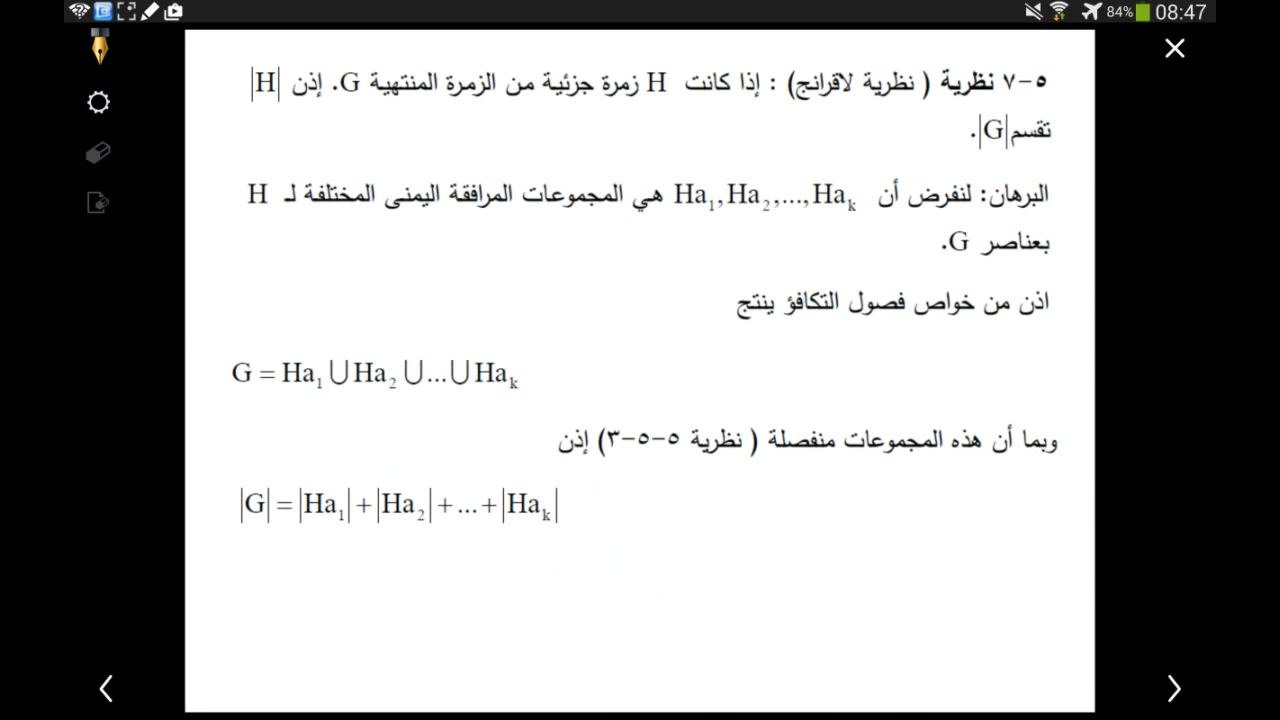 84% 08:47
٥-٧ نظرية ( نظرية لاقرانج) : إذا كانت H زمرة جزئية من الزمرة المنتهية G. إذن |H|
تقسم |G|.
البرهان: لنفرض أن Ha₁,Ha₂,...,Haₖ هي المجموعات المرافقة اليمنى المختلفة لـ H
بعناصر G.
اذن من خواص فصول التكافؤ ينتج
G = Ha₁ ⋃ Ha₂ ⋃ ... ⋃ Haₖ
وبما أن هذه المجموعات منفصلة ( نظرية ٥-٥-٣) إذن
|G| = |Ha₁| + |Ha₂| + ... + |Haₖ|